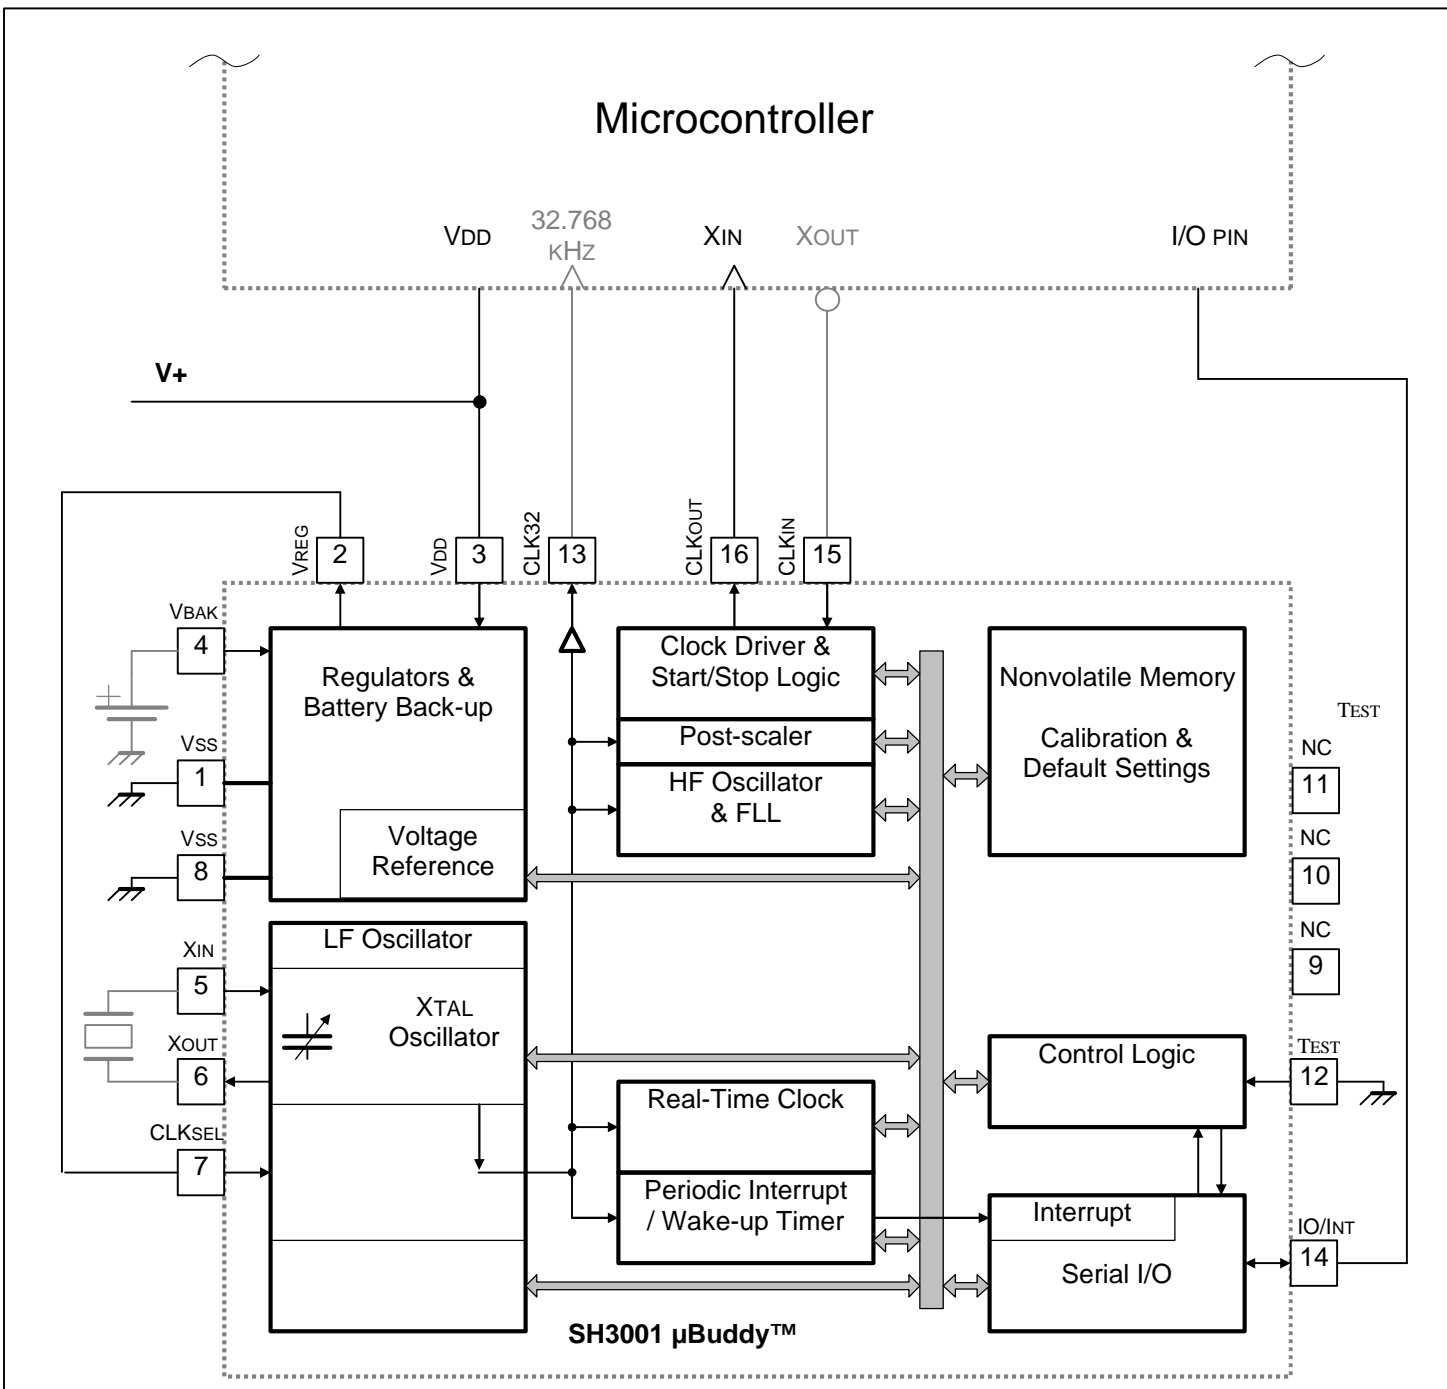 Microcontroller
VDD
32.768
KHZ
XIN
XOUT
I/O PIN
V+
VREG
2
VDD
3
CLK32
13
CLKOUT
16
CLKIN
15
VBAK
4
+
VSS
1
VSS
8
XIN
5
XOUT
6
CLKSEL
7
Regulators &
Battery Back-up
Voltage
Reference
LF Oscillator
XTAL
Oscillator
Clock Driver &
Start/Stop Logic
Post-scaler
HF Oscillator
& FLL
Real-Time Clock
Periodic Interrupt
/ Wake-up Timer
Nonvolatile Memory
Calibration &
Default Settings
Control Logic
Interrupt
Serial I/O
TEST
NC
11
NC
10
NC
9
TEST
12
IO/INT
14
SH3001 µBuddy™